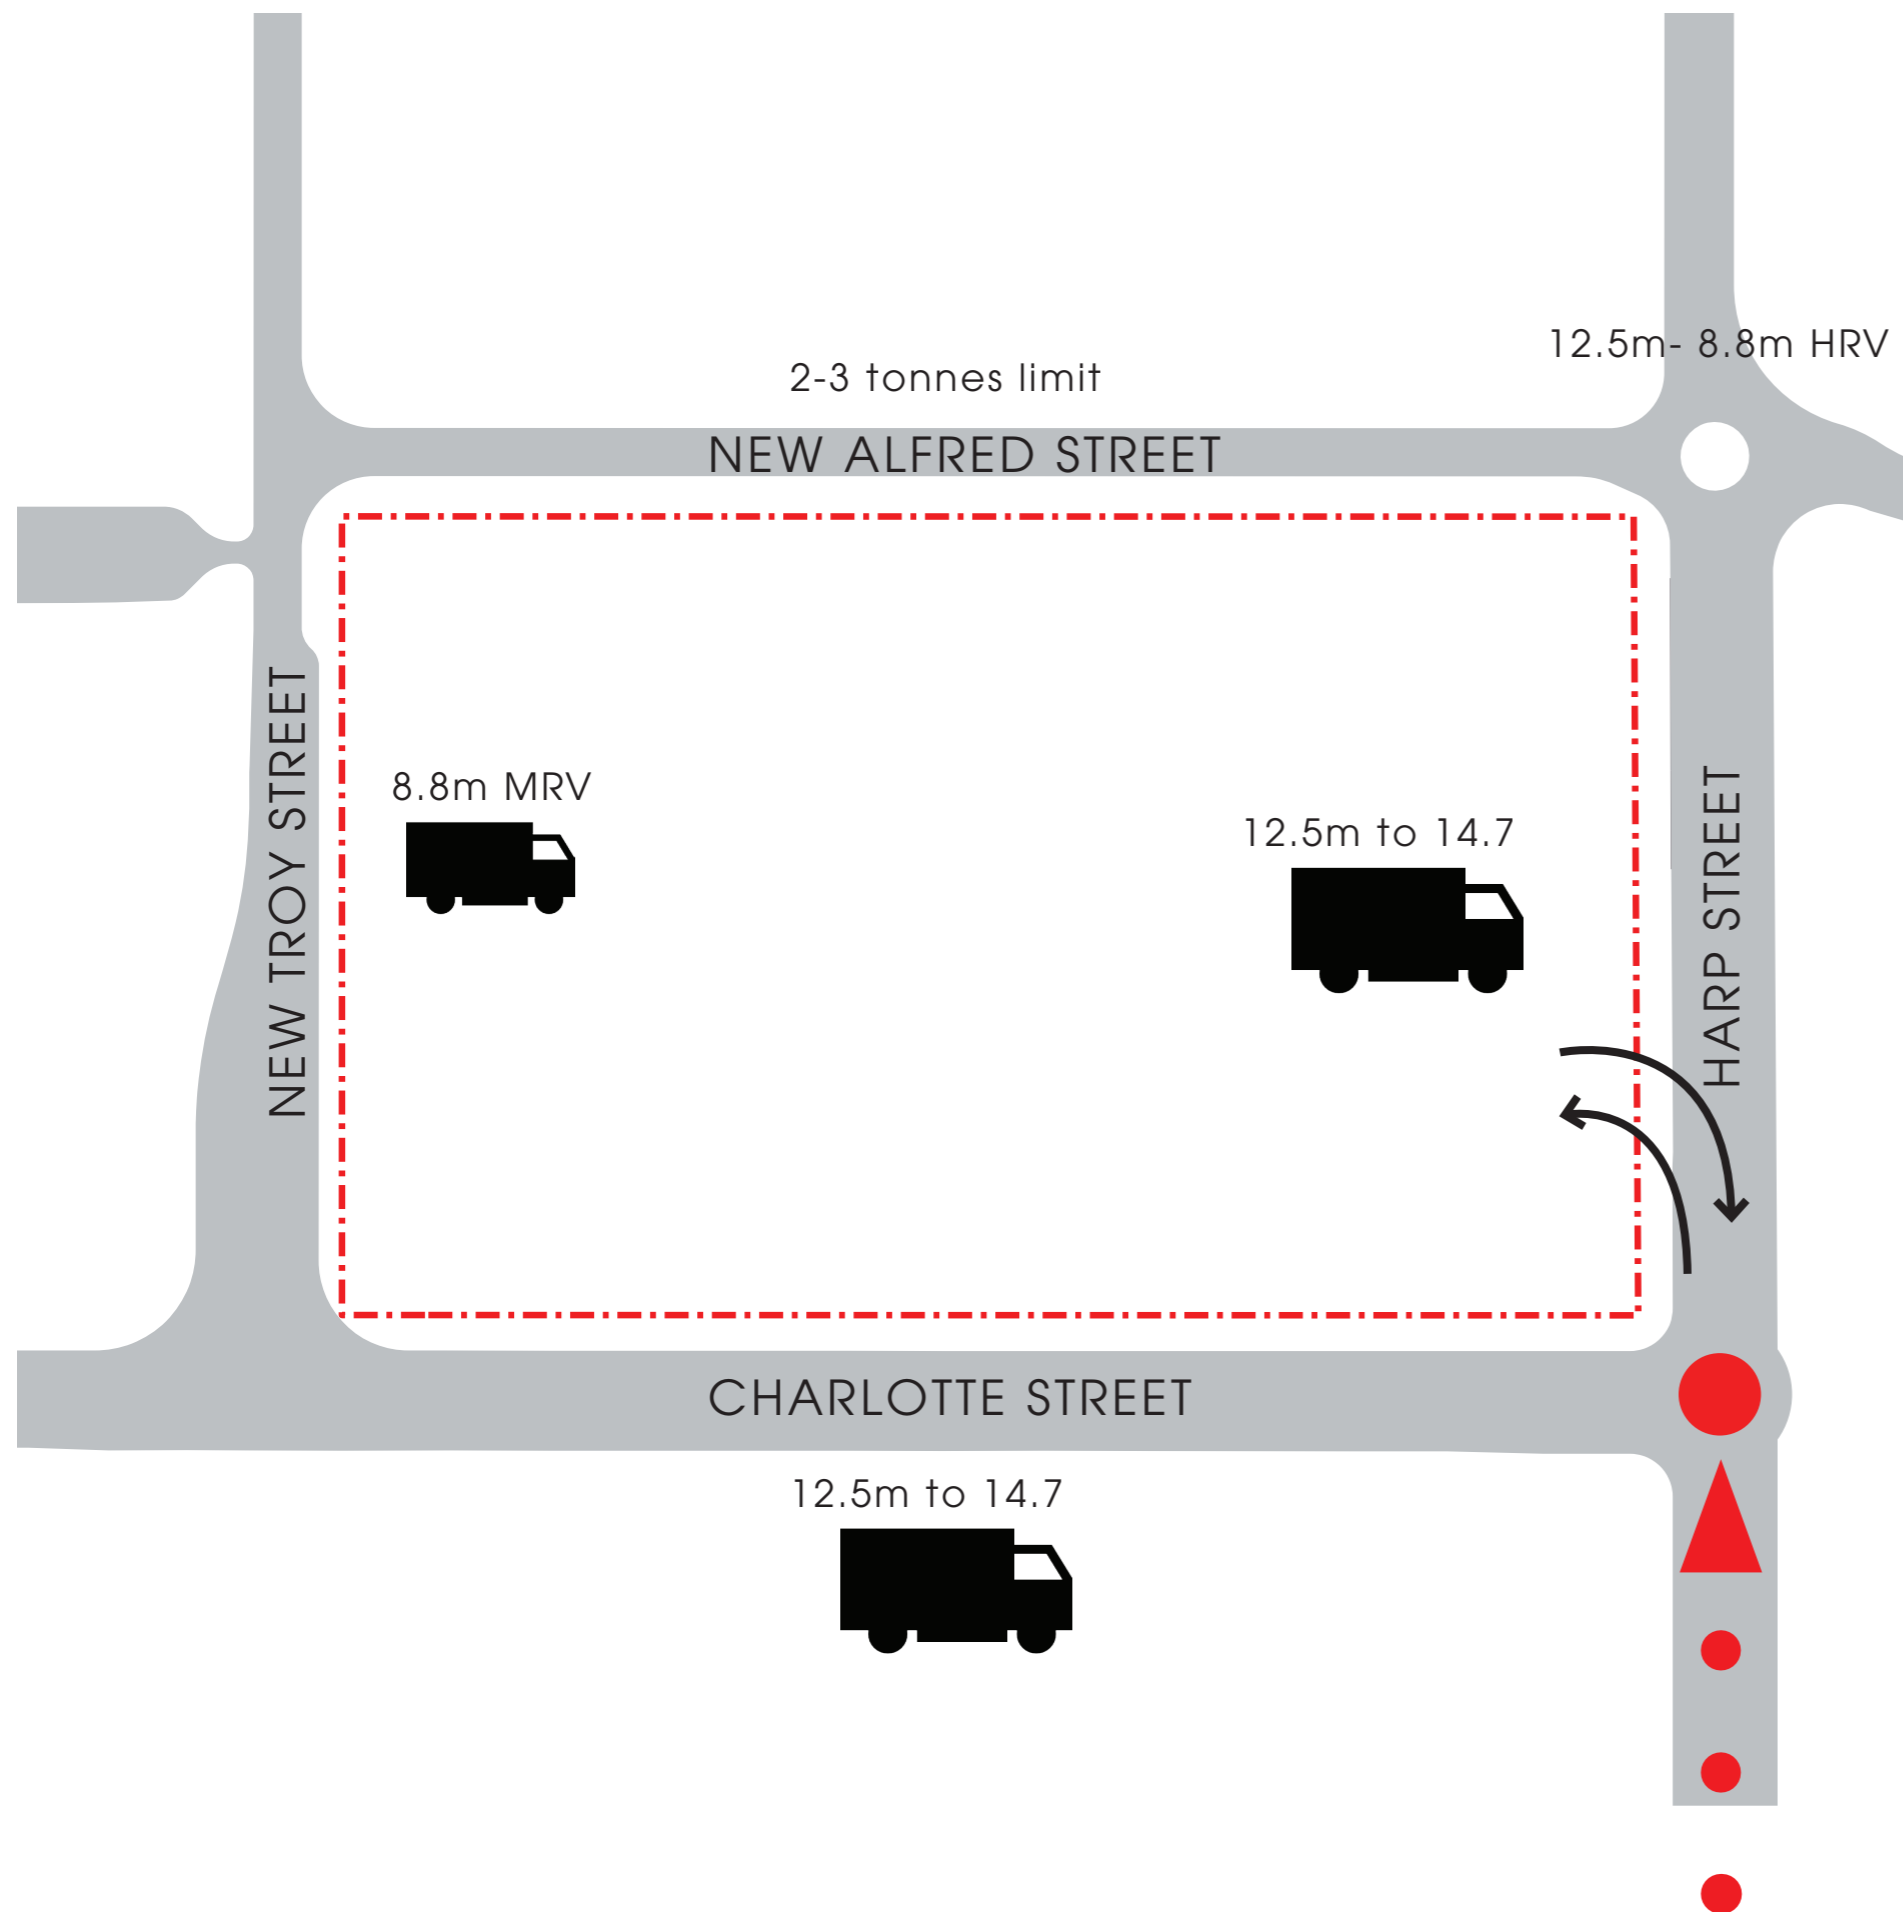 12.5m- 8.8m HRV
2-3 tonnes limit
NEW ALFRED STREET
NEW TROY STREET
8.8m MRV
12.5m to 14.7
HARP STREET
CHARLOTTE STREET
12.5m to 14.7